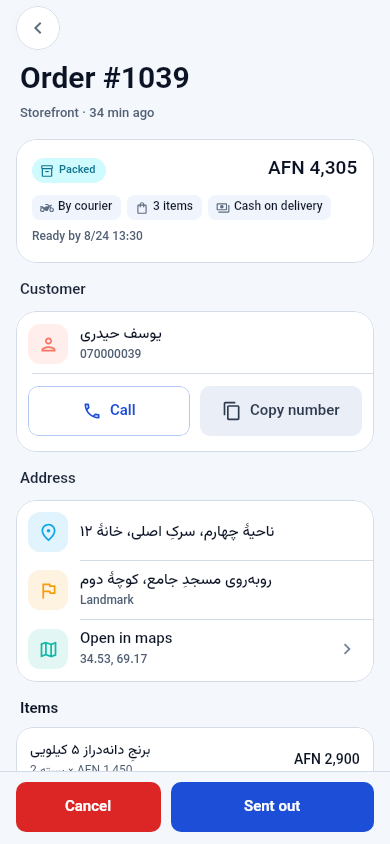 Order #1039
Storefront · 34 min ago
Packed
AFN 4,305
By courier
3 items
Cash on delivery
Ready by 8/24 13:30
Customer
یوسف حیدری
070000039
Call
Copy number
Address
ناحیهٔ چهارم، سرکِ اصلی، خانهٔ ۱۲
روبه‌روی مسجدِ جامع، کوچهٔ دوم
Landmark
Open in maps
34.53, 69.17
Items
برنجِ دانه‌دراز ۵ کیلویی
AFN 2,900
Cancel
Sent out